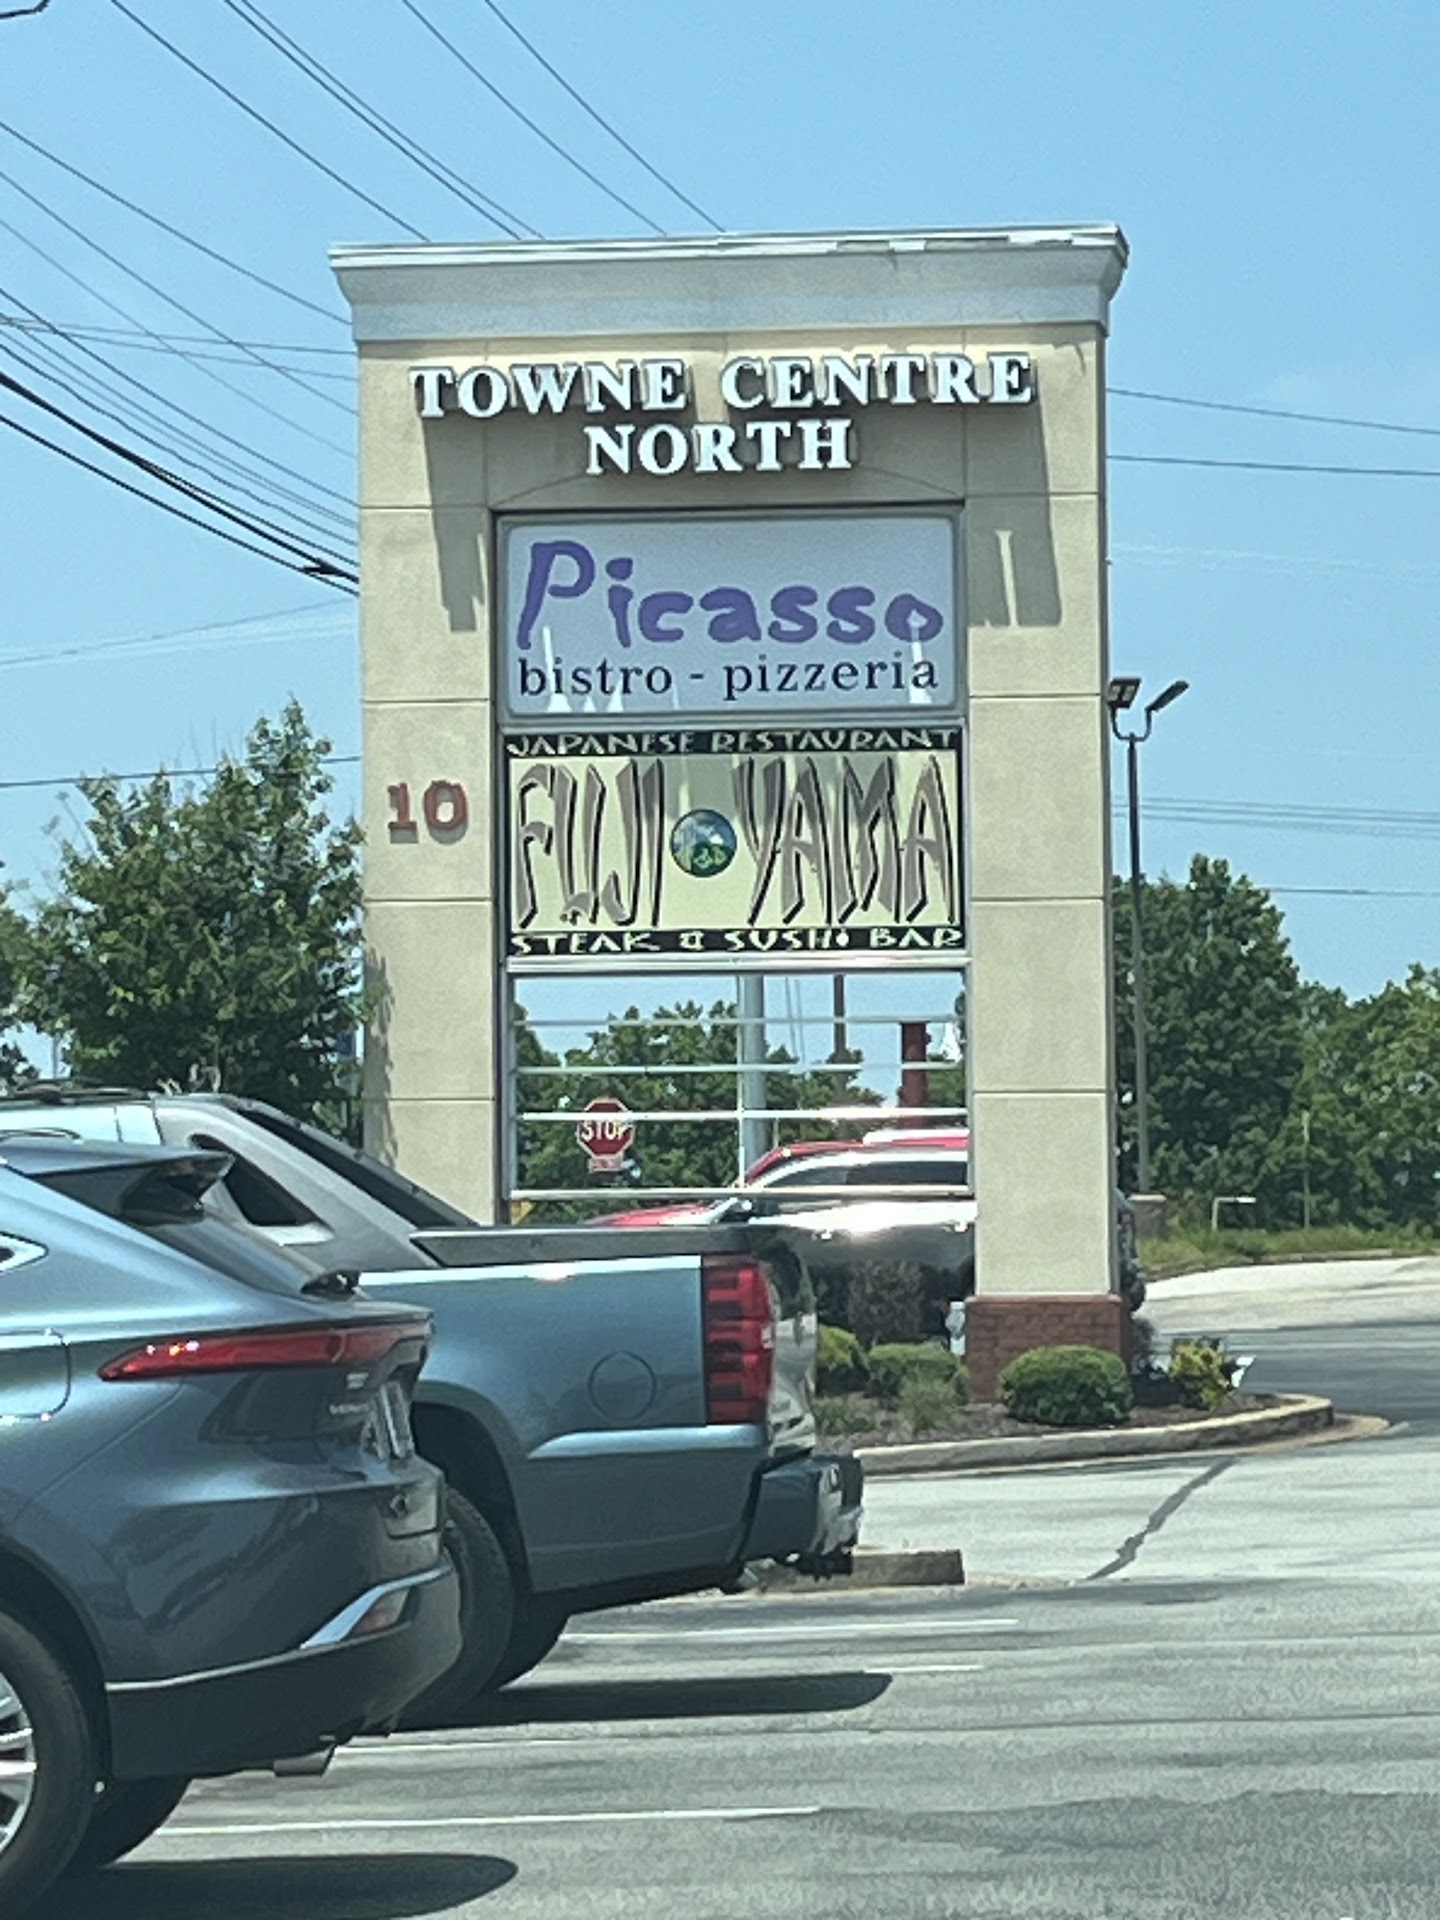 TOWNE CENTRE
NORTH
Picasso
bistro - pizzeria
JAPANESE RESTAURANT
10
FUJI YAMA
STEAK & SUSHI BAR
STOP